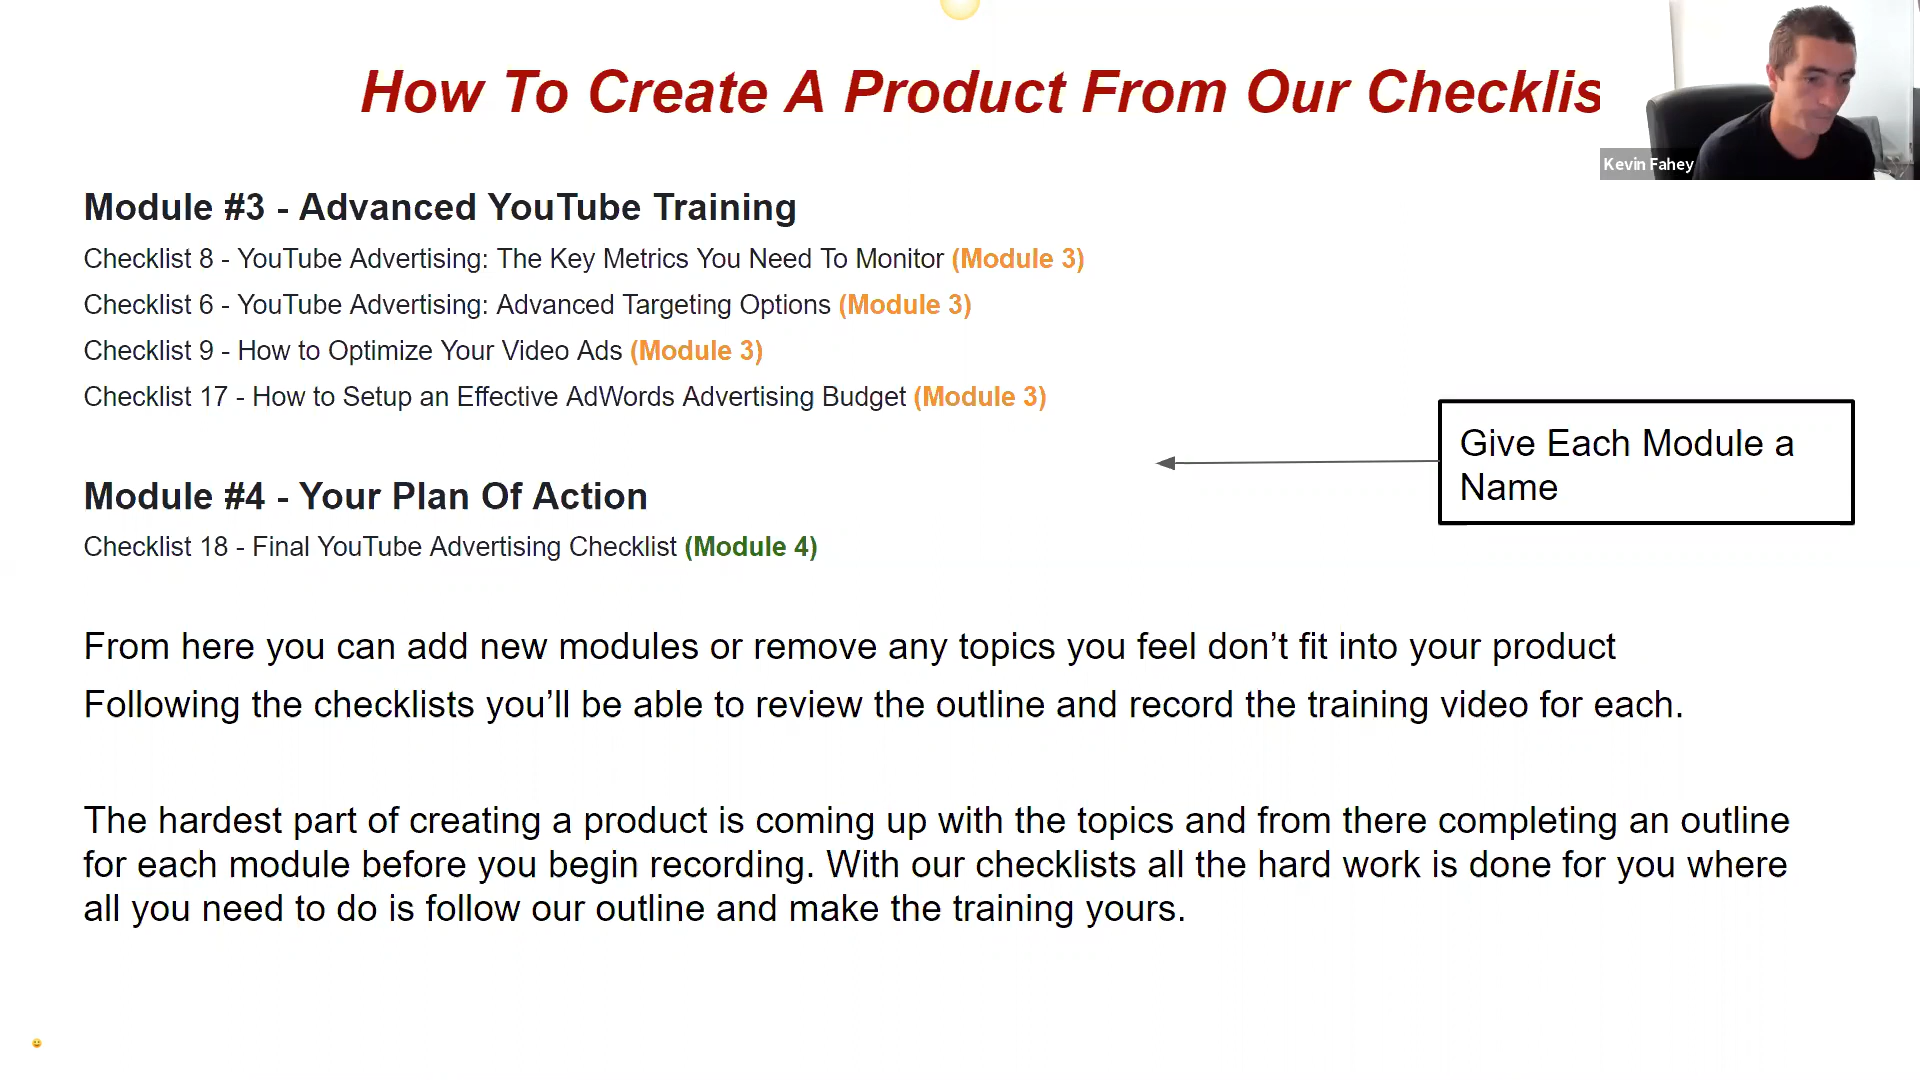 How To Create A Product From Our Checklis
Kevin Fahey
Module #3 - Advanced YouTube Training
Checklist 8 - YouTube Advertising: The Key Metrics You Need To Monitor (Module 3)
Checklist 6 - YouTube Advertising: Advanced Targeting Options (Module 3)
Checklist 9 - How to Optimize Your Video Ads (Module 3)
Checklist 17 - How to Setup an Effective AdWords Advertising Budget (Module 3)
Give Each Module a
Name
Module #4 - Your Plan Of Action
Checklist 18 - Final YouTube Advertising Checklist (Module 4)
From here you can add new modules or remove any topics you feel don’t fit into your product
Following the checklists you’ll be able to review the outline and record the training video for each.
The hardest part of creating a product is coming up with the topics and from there completing an outline
for each module before you begin recording. With our checklists all the hard work is done for you where
all you need to do is follow our outline and make the training yours.